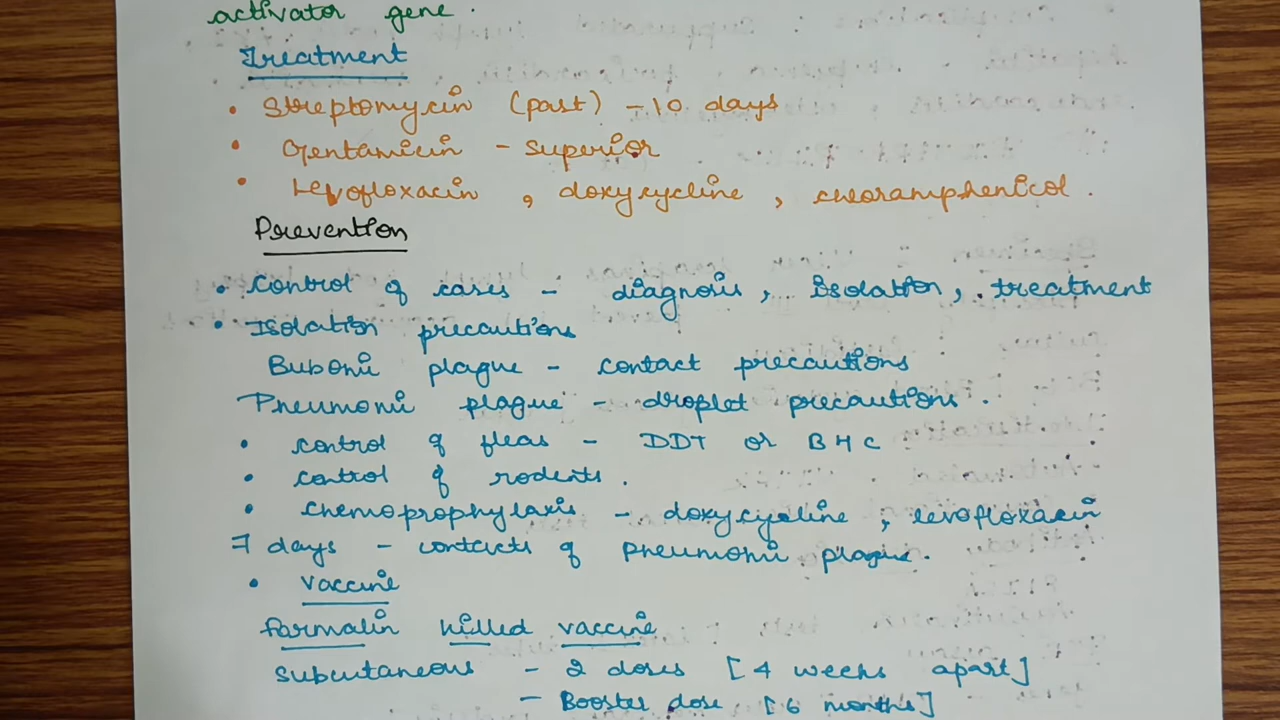 activator gene.
Treatment
• Streptomycin (past) - 10 days
• Gentamicin - superior
• Levofloxacin, doxycycline, chloramphenicol.
Prevention
• Control of cases - diagnosis, isolation, treatment
• Isolation precautions
Bubonic plague - contact precautions
Pneumonic plague - droplet precautions.
• control of fleas - DDT or BHC
• control of rodents.
• chemoprophylaxis - doxycycline, levofloxacin
7 days - contacts of pneumonic plague.
• Vaccine
Formalin killed vaccine
Subcutaneous - 2 doses [4 weeks apart]
- Booster dose [6 months]